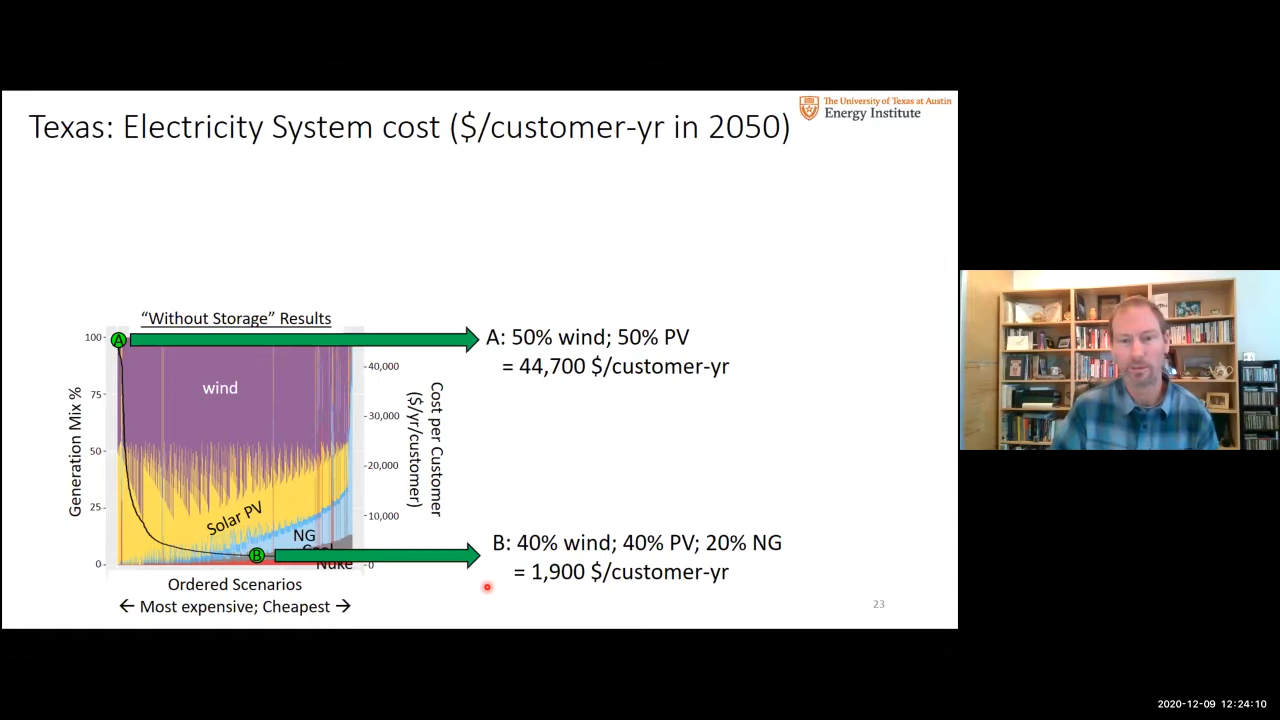 Texas: Electricity System cost ($/customer-yr in 2050)
The University of Texas at Austin
Energy Institute
“Without Storage” Results
A
A: 50% wind; 50% PV
= 44,700 $/customer-yr
100
75
50
25
0
Generation Mix %
wind
Solar PV
NG
Coal
Nuke
B
40,000
30,000
20,000
10,000
0
Cost per Customer
($/yr/customer)
B: 40% wind; 40% PV; 20% NG
= 1,900 $/customer-yr
Ordered Scenarios
← Most expensive; Cheapest →
23
2020-12-09 12:24:10